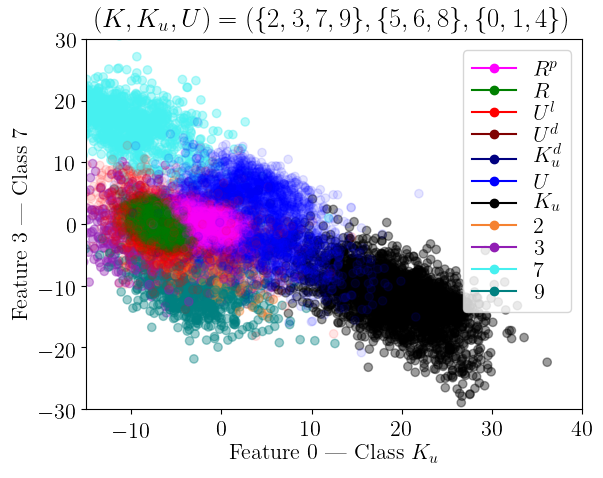 (K, K_u, U) = ({2, 3, 7, 9}, {5, 6, 8}, {0, 1, 4})
30
20
10
0
−10
−20
−30
Feature 3 — Class 7
R^p
R
U^l
U^d
K_u^d
U
K_u
2
3
7
9
−10 0 10 20 30 40
Feature 0 — Class K_u